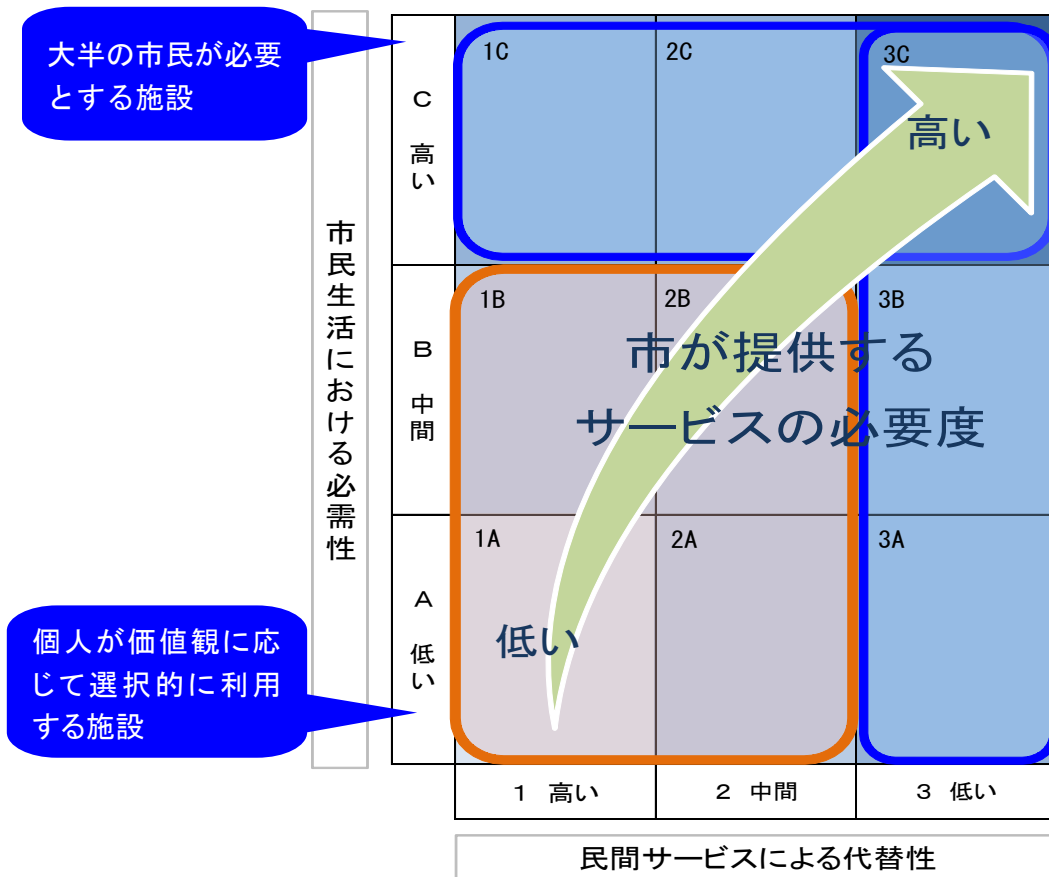 大半の市民が必要
とする施設
1C
2C
3C
C
高い
高い
市民生活における必需性
1B
2B
3B
B
中間
市が提供する
サービスの必要度
1A
2A
3A
A
低い
低い
個人が価値観に応
じて選択的に利用
する施設
1 高い
2 中間
3 低い
民間サービスによる代替性